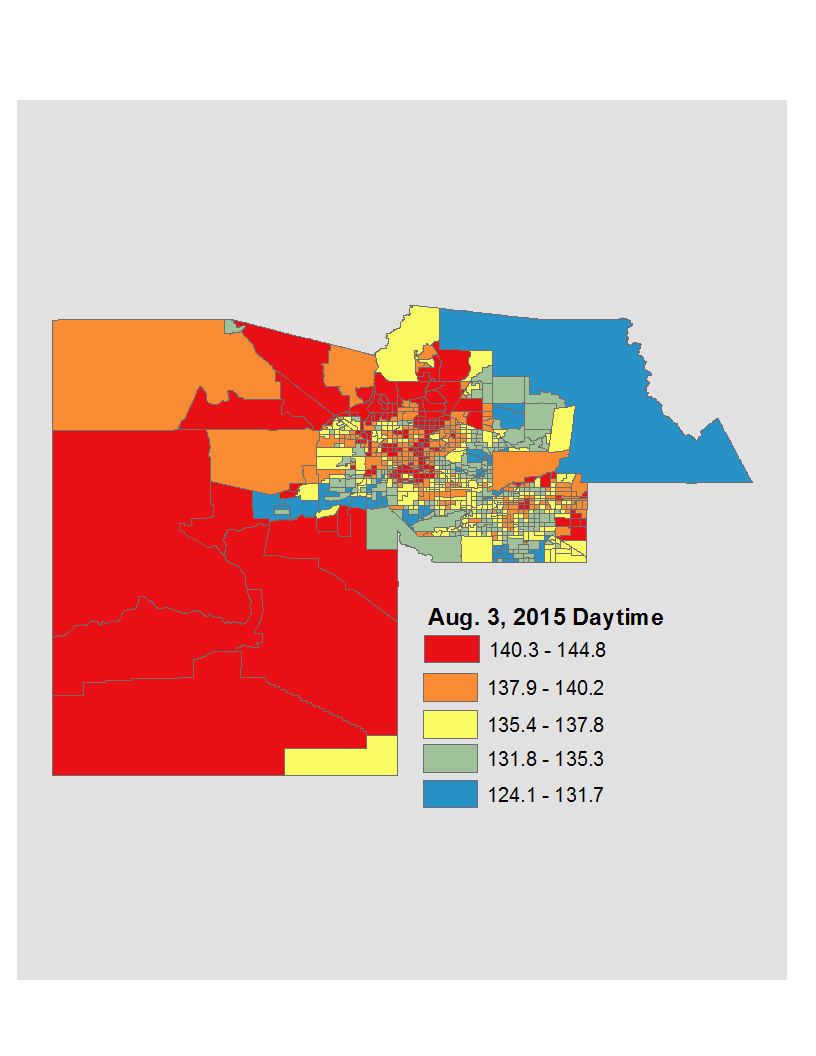 Aug. 3, 2015 Daytime
140.3 - 144.8
137.9 - 140.2
135.4 - 137.8
131.8 - 135.3
124.1 - 131.7